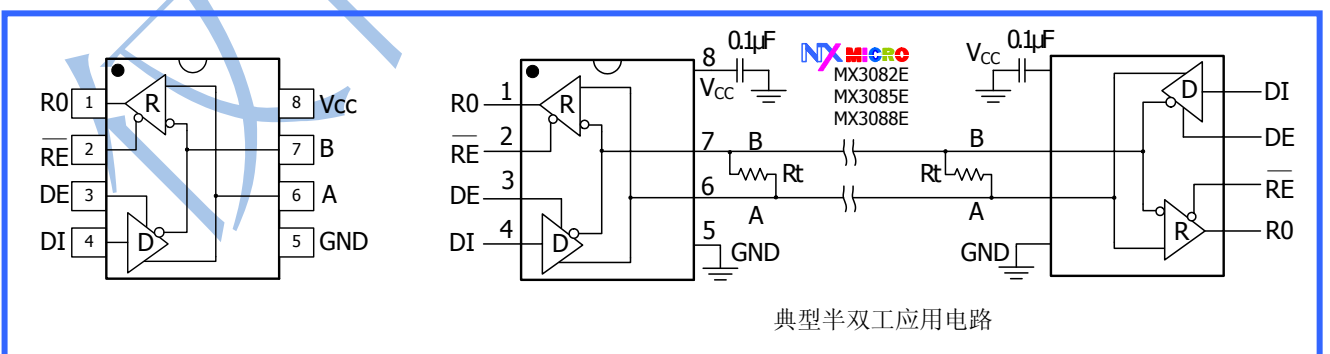 R0 1 R 8 Vcc
RE 2 7 B
DE 3 6 A
DI 4 D 5 GND
0.1µF
8
VCC
R0 1 R
RE 2
DE 3
DI 4 D
7 B
Rt
6 A
5 GND
NX MICRO
MX3082E
MX3085E
MX3088E
VCC 0.1µF
B
Rt
A
GND
D DI
DE
RE
R R0
典型半双工应用电路